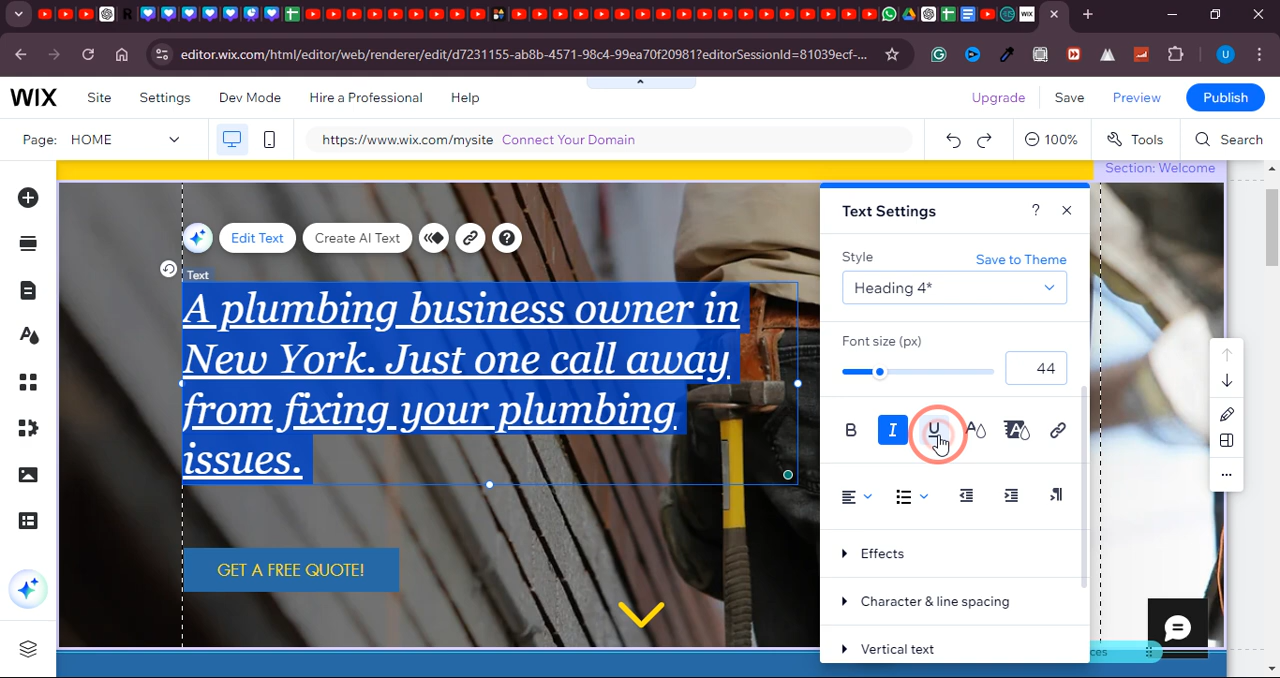 editor.wix.com/html/editor/web/renderer/edit/d7231155-ab8b-4571-98c4-99ea70f20981?editorSessionId=81039ecf-...
WIX Site Settings Dev Mode Hire a Professional Help Upgrade Save Preview Publish
Page: HOME https://www.wix.com/mysite Connect Your Domain 100% Tools Search
Section: Welcome
Edit Text Create AI Text
Text
A plumbing business owner in
New York. Just one call away
from fixing your plumbing
issues.
GET A FREE QUOTE!
Text Settings ?
Style Save to Theme
Heading 4*
Font size (px)
44
B I U
Effects
Character & line spacing
Vertical text